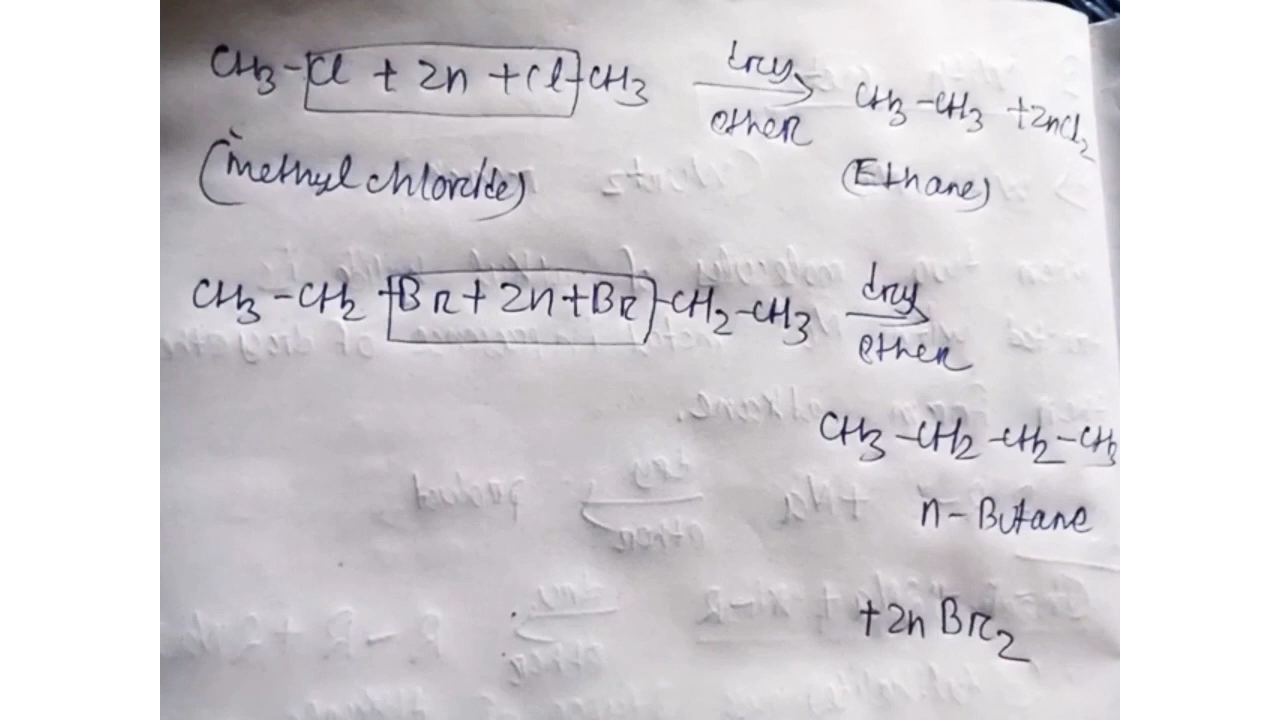 CH3-Cl + Zn + Cl-CH3 dry ether CH3-CH3 + ZnCl2
(methyl chloride) (Ethane)
CH3-CH2-Br + Zn + Br-CH2-CH3 dry ether
CH3-CH2-CH2-CH3
n-Butane
+ Zn Br2